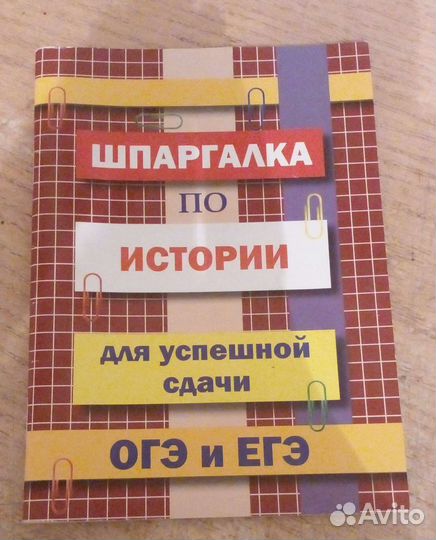 ШПАРГАЛКА
ПО
ИСТОРИИ
для успешной
сдачи
ОГЭ и ЕГЭ
Avito